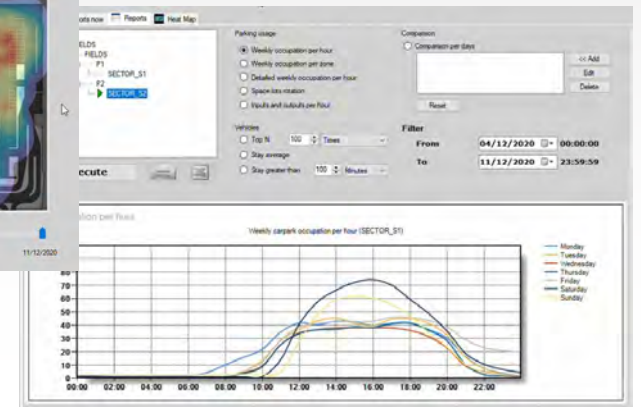 Reports
Heat Map
Parking usage
Weekly occupation per hour
Weekly occupation per zone
Detailed weekly occupation per hour
Space lots rotation
Inputs and outputs per hour
Comparison
Comparison per days
<< Add
Edit
Delete
Reset
FIELDS
F1
SECTOR_S1
F2
SECTOR_S2
Vehicles
Top N 100 Times
Stay average
Stay greater than 100 Minutes
Filter
From 04/12/2020 00:00:00
To 11/12/2020 23:59:59
11/12/2020
Weekly carpark occupation per hour (SECTOR_S1)
Monday
Tuesday
Wednesday
Thursday
Friday
Saturday
Sunday
70
60
50
40
30
20
10
0
00:00 02:00 04:00 06:00 08:00 10:00 12:00 14:00 16:00 18:00 20:00 22:00